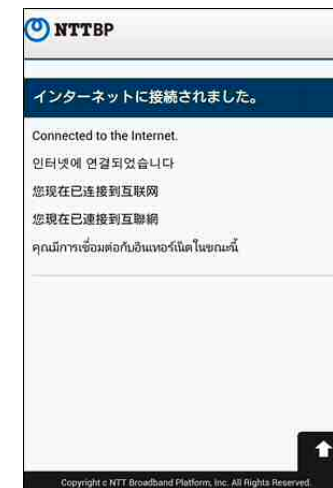 NTTBP
インターネットに接続されました。
Connected to the Internet.
인터넷에 연결되었습니다
您现在已连接到互联网
您現在已連接到互聯網
คุณมีการเชื่อมต่อกับอินเทอร์เน็ตในขณะนี้
Copyright c NTT Broadband Platform, Inc. All Rights Reserved.